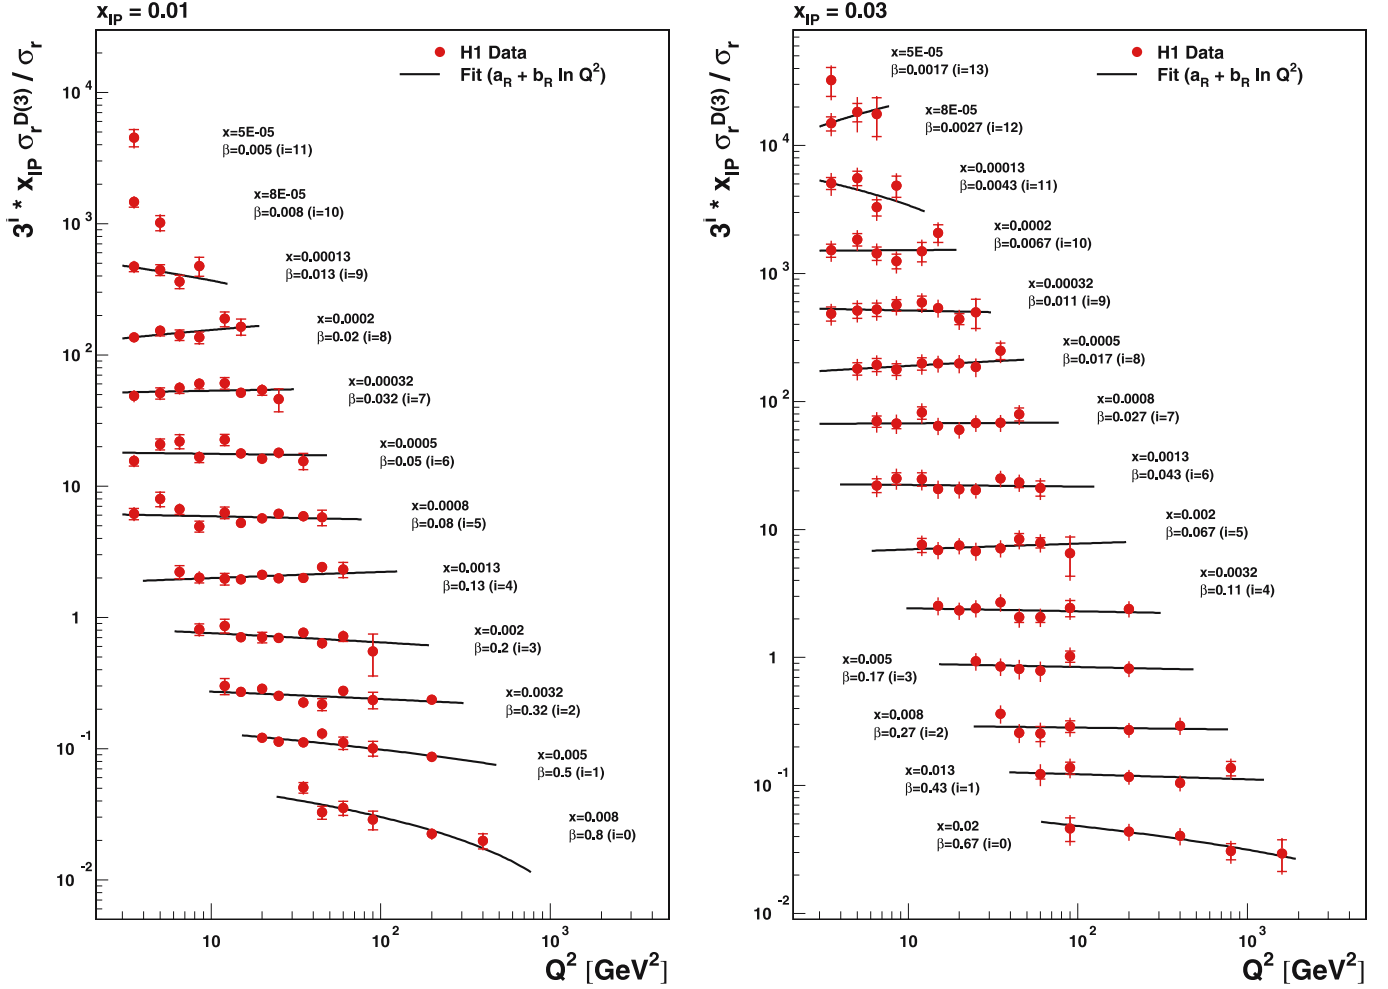 x_IP = 0.01
3^i * x_IP σ_r^D(3) / σ_r
H1 Data
Fit (a_R + b_R ln Q^2)
10^4
10^3
10^2
10
1
10^-1
10^-2
x=5E-05
β=0.005 (i=11)
x=8E-05
β=0.008 (i=10)
x=0.00013
β=0.013 (i=9)
x=0.0002
β=0.02 (i=8)
x=0.00032
β=0.032 (i=7)
x=0.0005
β=0.05 (i=6)
x=0.0008
β=0.08 (i=5)
x=0.0013
β=0.13 (i=4)
x=0.002
β=0.2 (i=3)
x=0.0032
β=0.32 (i=2)
x=0.005
β=0.5 (i=1)
x=0.008
β=0.8 (i=0)
10 10^2 10^3
Q^2 [GeV^2]
x_IP = 0.03
3^i * x_IP σ_r^D(3) / σ_r
H1 Data
Fit (a_R + b_R ln Q^2)
10^4
10^3
10^2
10
1
10^-1
10^-2
x=5E-05
β=0.0017 (i=13)
x=8E-05
β=0.0027 (i=12)
x=0.00013
β=0.0043 (i=11)
x=0.0002
β=0.0067 (i=10)
x=0.00032
β=0.011 (i=9)
x=0.0005
β=0.017 (i=8)
x=0.0008
β=0.027 (i=7)
x=0.0013
β=0.043 (i=6)
x=0.002
β=0.067 (i=5)
x=0.0032
β=0.11 (i=4)
x=0.005
β=0.17 (i=3)
x=0.008
β=0.27 (i=2)
x=0.013
β=0.43 (i=1)
x=0.02
β=0.67 (i=0)
10 10^2 10^3
Q^2 [GeV^2]